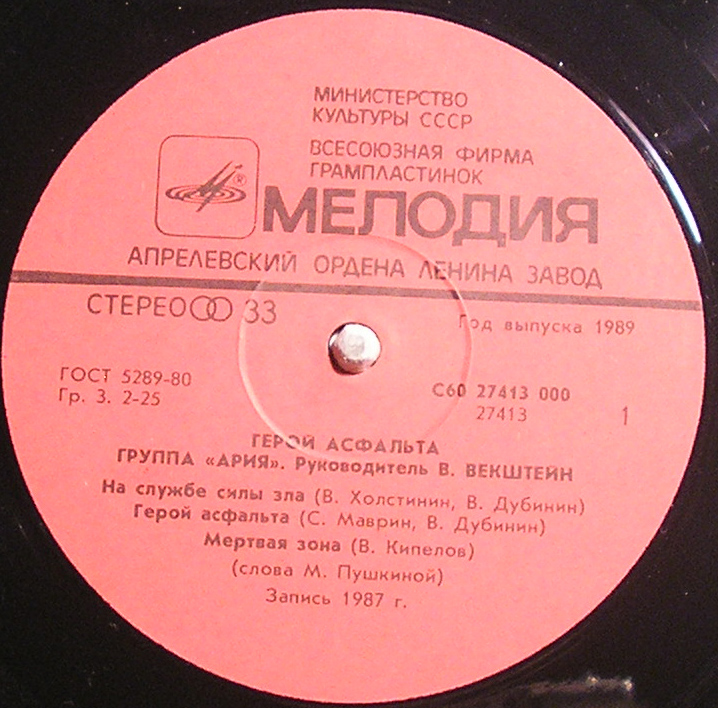 МИНИСТЕРСТВО
КУЛЬТУРЫ СССР
ВСЕСОЮЗНАЯ ФИРМА
ГРАМПЛАСТИНОК
®
МЕЛОДИЯ
АПРЕЛЕВСКИЙ ОРДЕНА ЛЕНИНА ЗАВОД
СТЕРЕО 33
Год выпуска 1989
ГОСТ 5289-80
Гр. 3. 2-25
С60 27413 000
27413 1
ГЕРОЙ АСФАЛЬТА
ГРУППА «АРИЯ». Руководитель В. ВЕКШТЕЙН
На службе силы зла (В. Холстинин, В. Дубинин)
Герой асфальта (С. Маврин, В. Дубинин)
Мертвая зона (В. Кипелов)
(слова М. Пушкиной)
Запись 1987 г.